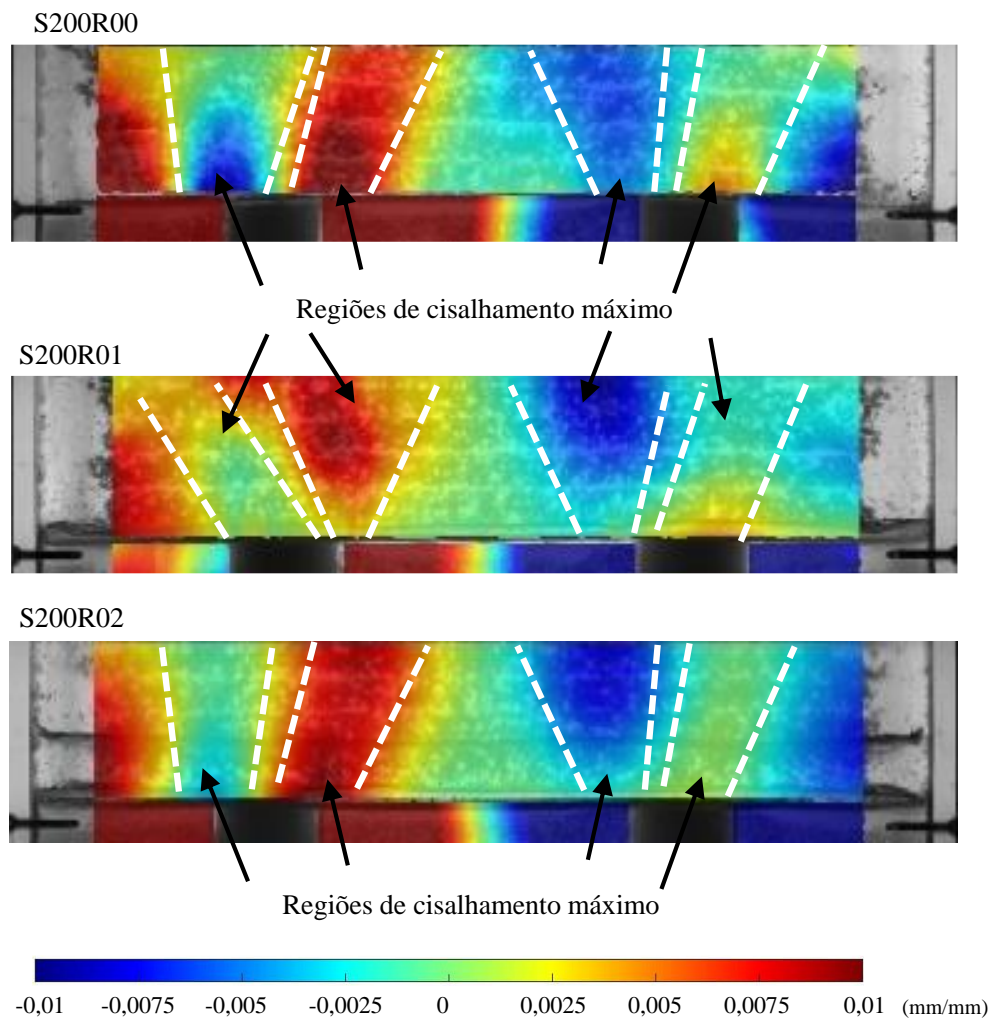 S200R00
Regiões de cisalhamento máximo
S200R01
S200R02
Regiões de cisalhamento máximo
-0,01 -0,0075 -0,005 -0,0025 0 0,0025 0,005 0,0075 0,01 (mm/mm)